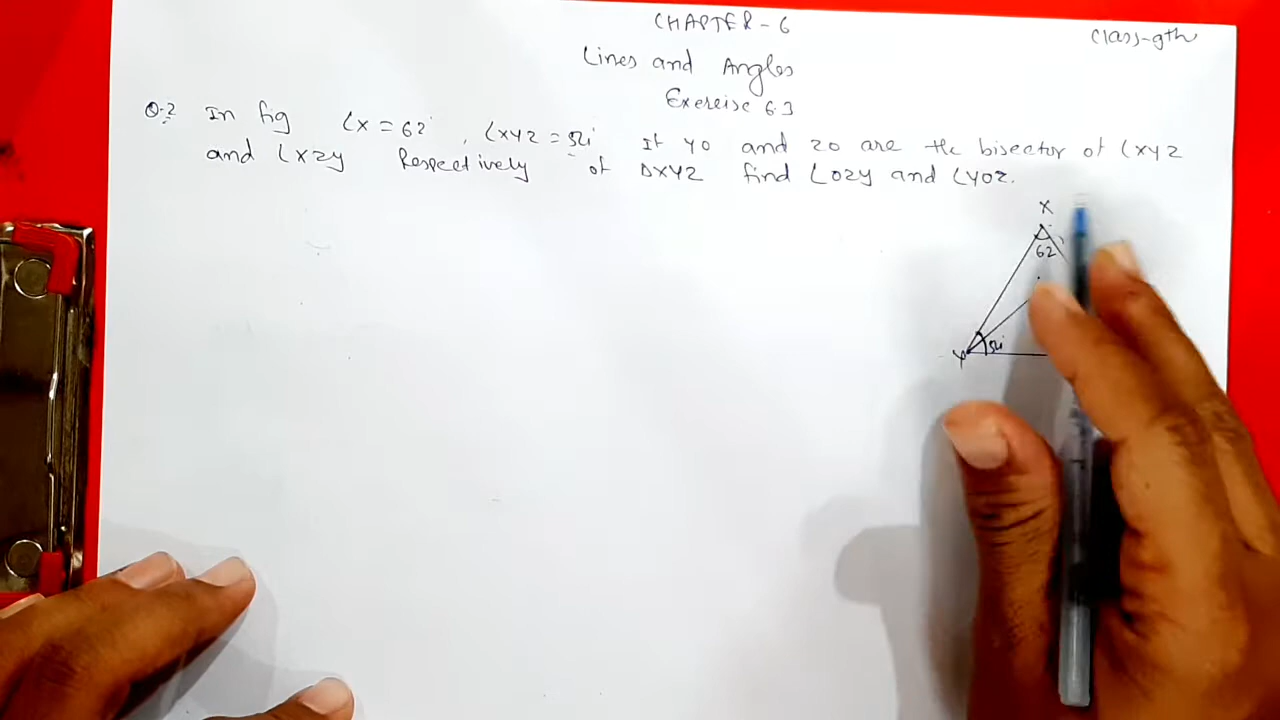 CHAPTER-6
Class-9th
Lines and Angles
Exercise 6.3
Q.2 In fig ∠X = 62°, ∠XYZ = 54° If YO and ZO are the bisector of ∠XYZ
and ∠XZY Respectively of ΔXYZ find ∠OZY and ∠YOZ.
X
62
Y 54°